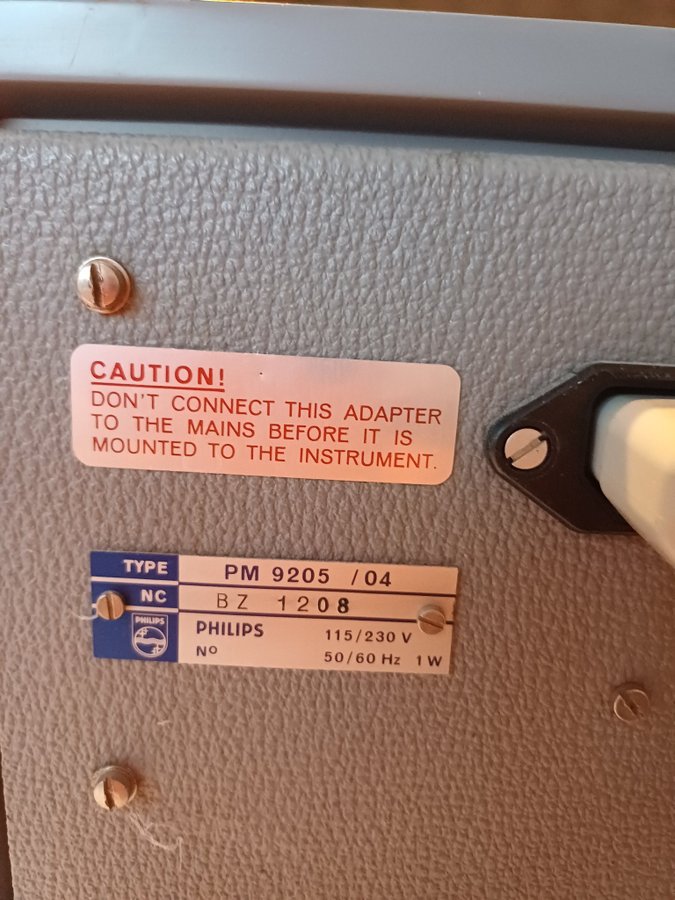 CAUTION!
DON'T CONNECT THIS ADAPTER
TO THE MAINS BEFORE IT IS
MOUNTED TO THE INSTRUMENT.
TYPE PM 9205 /04
NC BZ 1208
PHILIPS PHILIPS 115/230 V
Nº 50/60 Hz 1 W